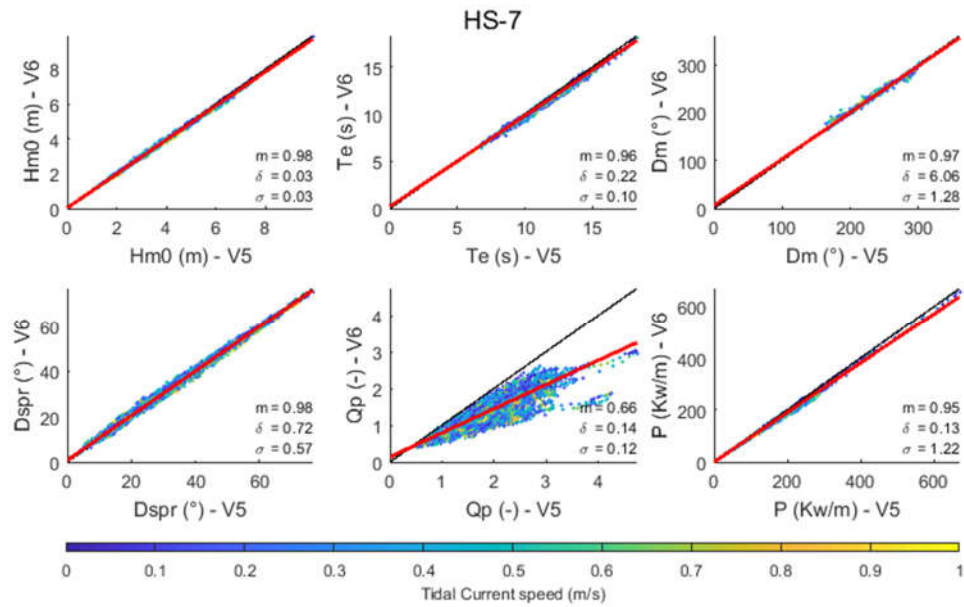 HS-7
Hm0 (m) - V6
8
6
4
2
0
0 2 4 6 8
m = 0.98
δ = 0.03
σ = 0.03
Hm0 (m) - V5
Te (s) - V6
15
10
5
0
0 5 10 15
m = 0.96
δ = 0.22
σ = 0.10
Te (s) - V5
Dm (°) - V6
300
200
100
0
0 100 200 300
m = 0.97
δ = 6.06
σ = 1.28
Dm (°) - V5
Dspr (°) - V6
60
40
20
0
0 20 40 60
m = 0.98
δ = 0.72
σ = 0.57
Dspr (°) - V5
Qp (-) - V6
4
3
2
1
0
0 1 2 3 4
m = 0.66
δ = 0.14
σ = 0.12
Qp (-) - V5
P (Kw/m) - V6
600
400
200
0
0 200 400 600
m = 0.95
δ = 0.13
σ = 1.22
P (Kw/m) - V5
0 0.1 0.2 0.3 0.4 0.5 0.6 0.7 0.8 0.9 1
Tidal Current speed (m/s)